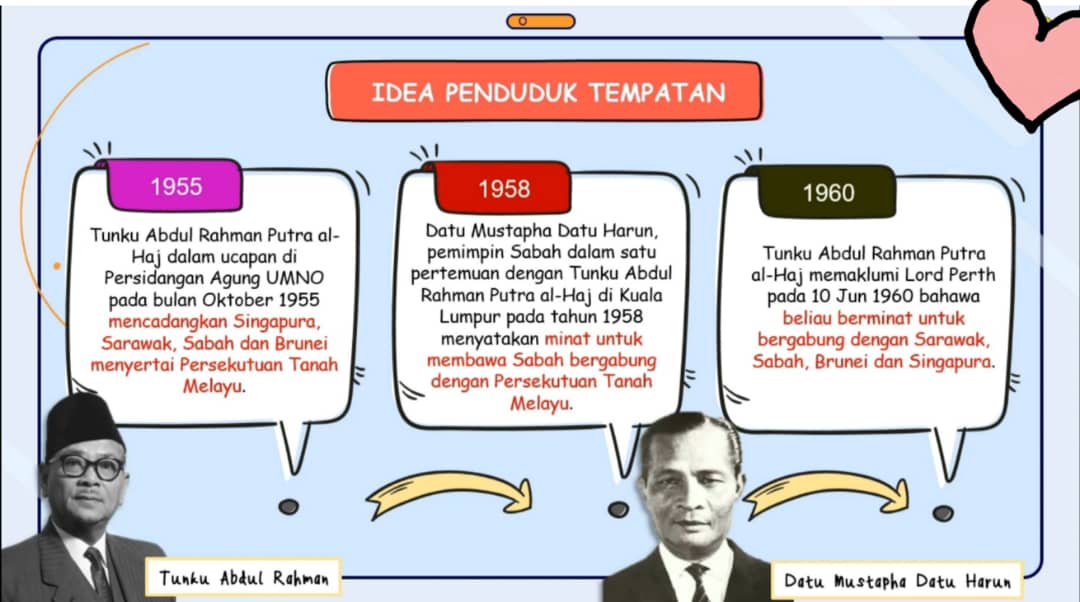 IDEA PENDUDUK TEMPATAN
1955
Tunku Abdul Rahman Putra al-
Haj dalam ucapan di
Persidangan Agung UMNO
pada bulan Oktober 1955
mencadangkan Singapura,
Sarawak, Sabah dan Brunei
menyertai Persekutuan Tanah
Melayu.
1958
Datu Mustapha Datu Harun,
pemimpin Sabah dalam satu
pertemuan dengan Tunku Abdul
Rahman Putra al-Haj di Kuala
Lumpur pada tahun 1958
menyatakan minat untuk
membawa Sabah bergabung
dengan Persekutuan Tanah
Melayu.
1960
Tunku Abdul Rahman Putra
al-Haj memaklumi Lord Perth
pada 10 Jun 1960 bahawa
beliau berminat untuk
bergabung dengan Sarawak,
Sabah, Brunei dan Singapura.
Tunku Abdul Rahman
Datu Mustapha Datu Harun